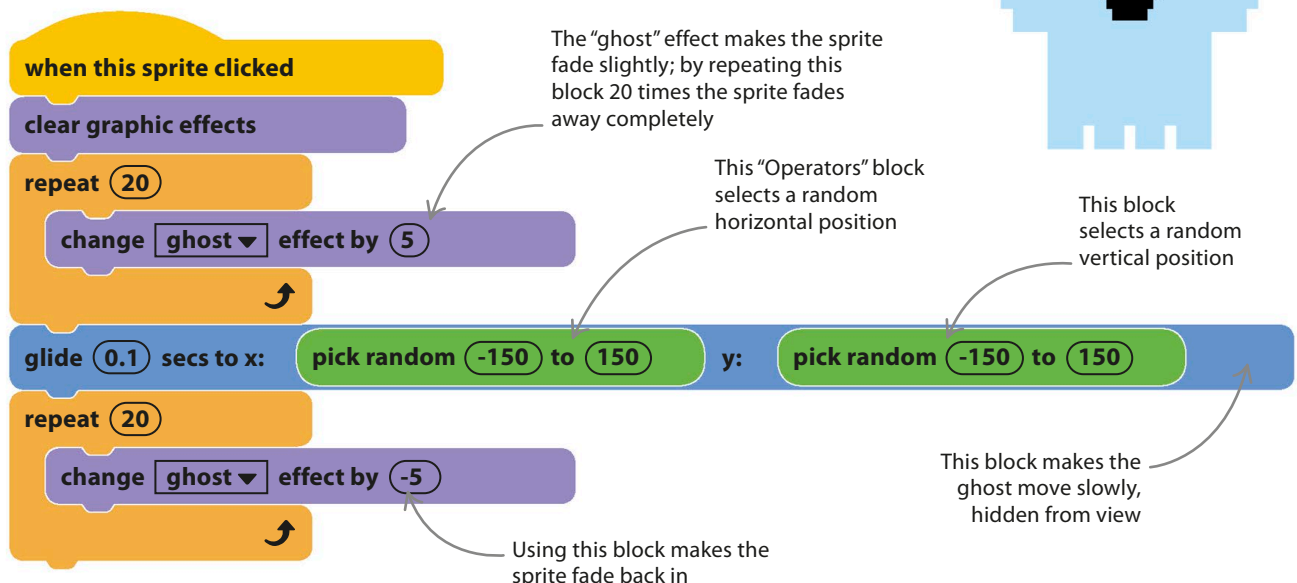 when this sprite clicked
clear graphic effects
repeat 20
change ghost effect by 5
glide 0.1 secs to x: pick random -150 to 150 y: pick random -150 to 150
repeat 20
change ghost effect by -5
The “ghost” effect makes the sprite
fade slightly; by repeating this
block 20 times the sprite fades
away completely
This “Operators” block
selects a random
horizontal position
This block
selects a random
vertical position
This block makes the
ghost move slowly,
hidden from view
Using this block makes the
sprite fade back in